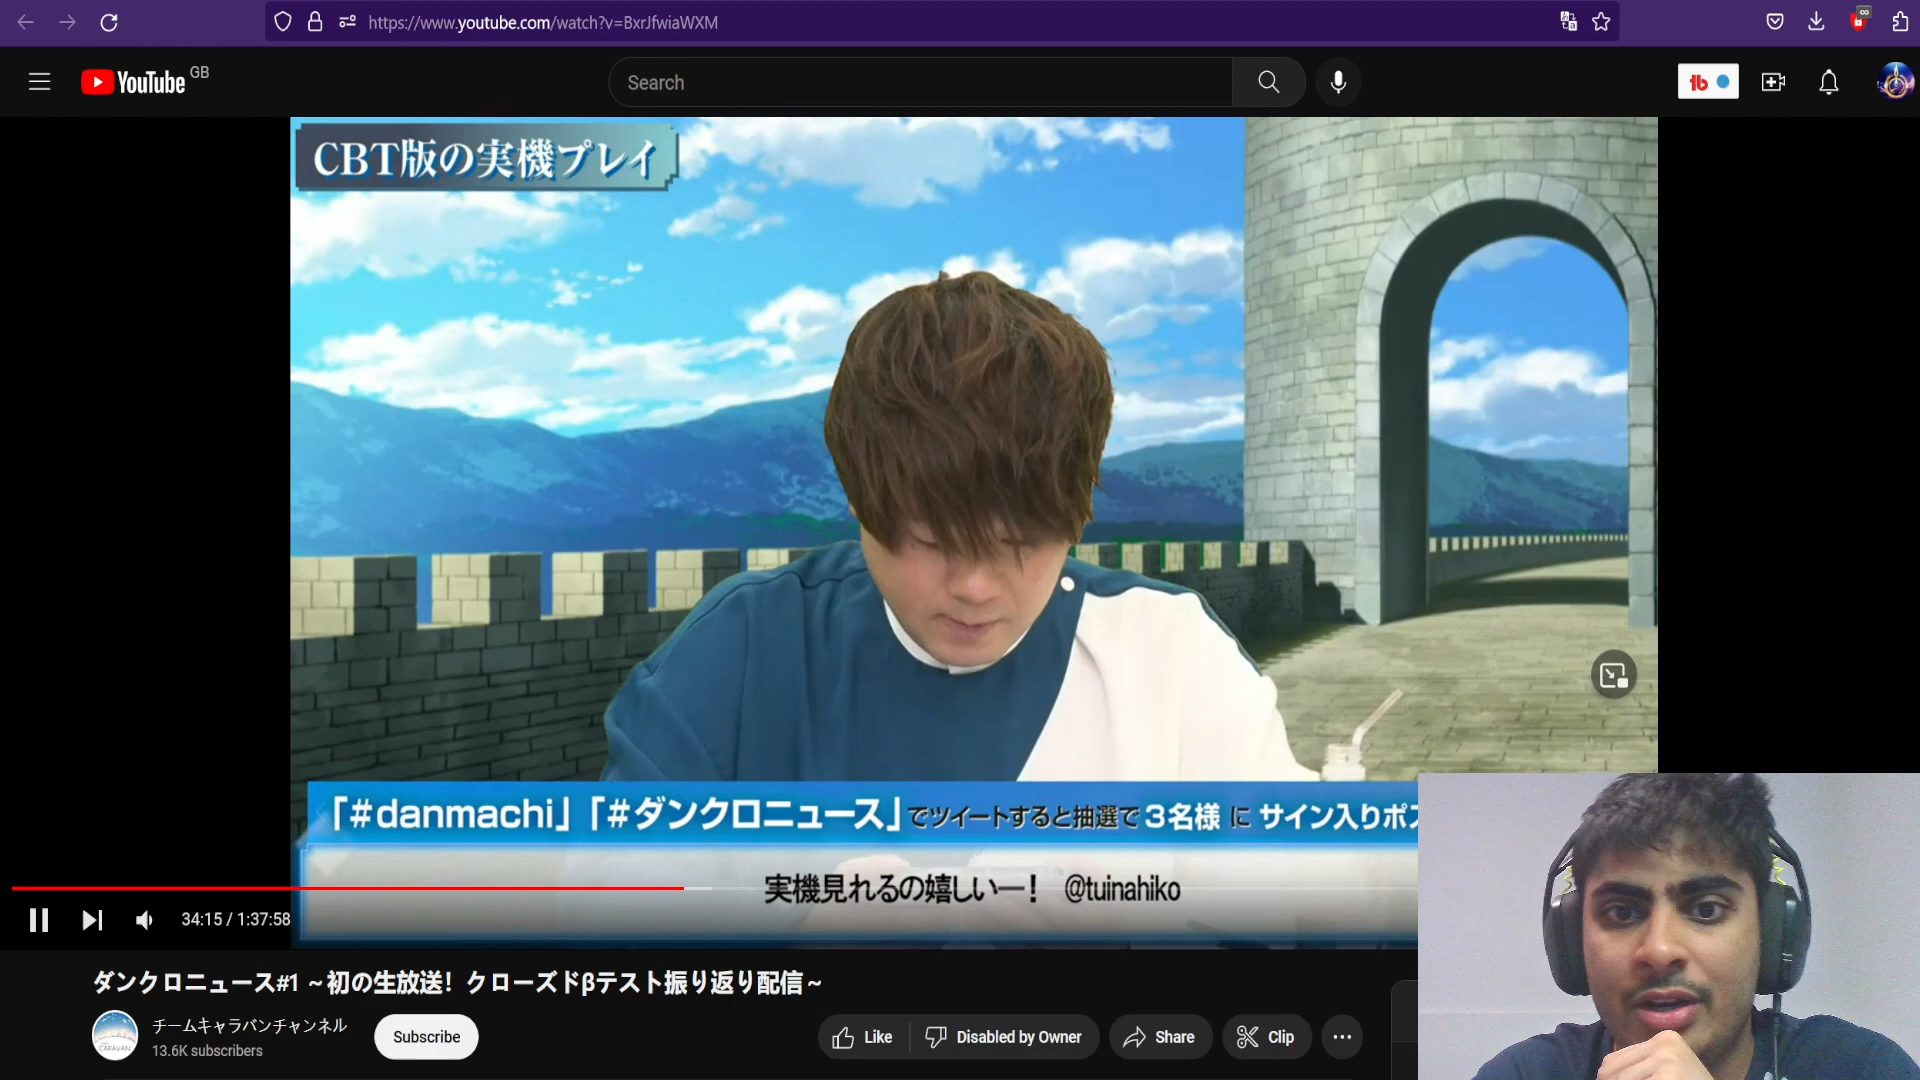 https://www.youtube.com/watch?v=BxrJfwiaWXM
YouTube GB
Search
CBT版の実機プレイ
「#danmachi」「#ダンクロニュース」でツイートすると抽選で3名様 に サイン入りポス
実機見れるの嬉しいー！ @tuinahiko
34:15 / 1:37:58
ダンクロニュース#1 ～初の生放送！クローズドβテスト振り返り配信～
チームキャラバンチャンネル
13.6K subscribers
Subscribe
Like
Disabled by Owner
Share
Clip
CARAVAN